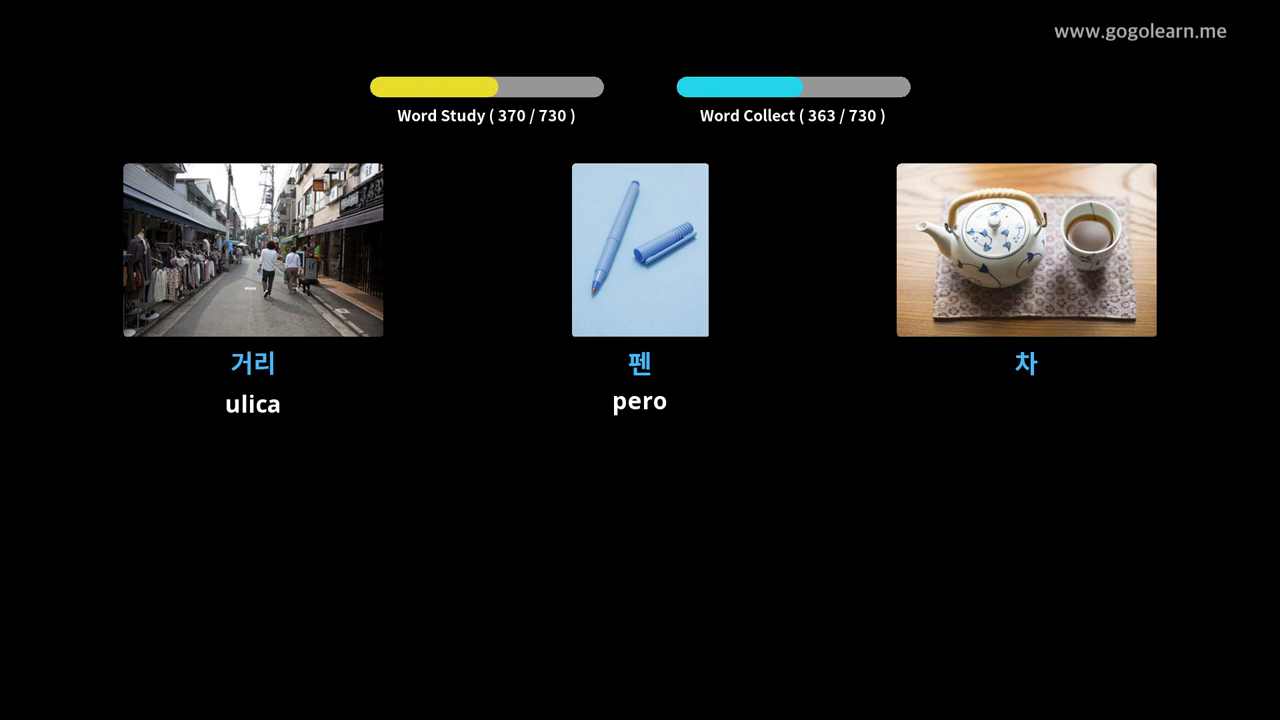 www.gogolearn.me
Word Study ( 370 / 730 )
Word Collect ( 363 / 730 )
거리
펜
차
ulica
pero